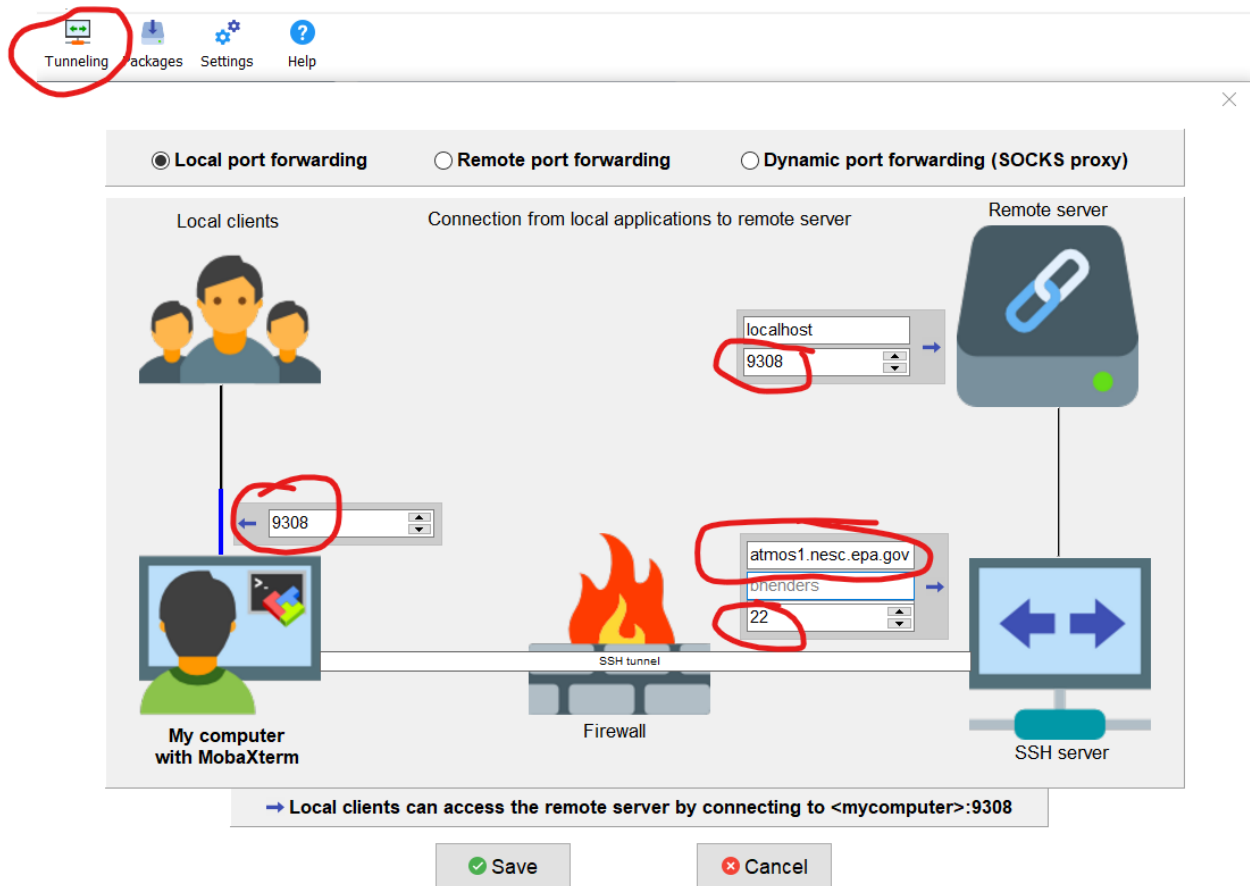 Tunneling Packages Settings Help
Local port forwarding Remote port forwarding Dynamic port forwarding (SOCKS proxy)
Local clients
Connection from local applications to remote server
Remote server
localhost
9308
9308
atmos1.nesc.epa.gov
bhenders
22
>_
SSH tunnel
My computer
with MobaXterm
Firewall
SSH server
Local clients can access the remote server by connecting to <mycomputer>:9308
Save Cancel